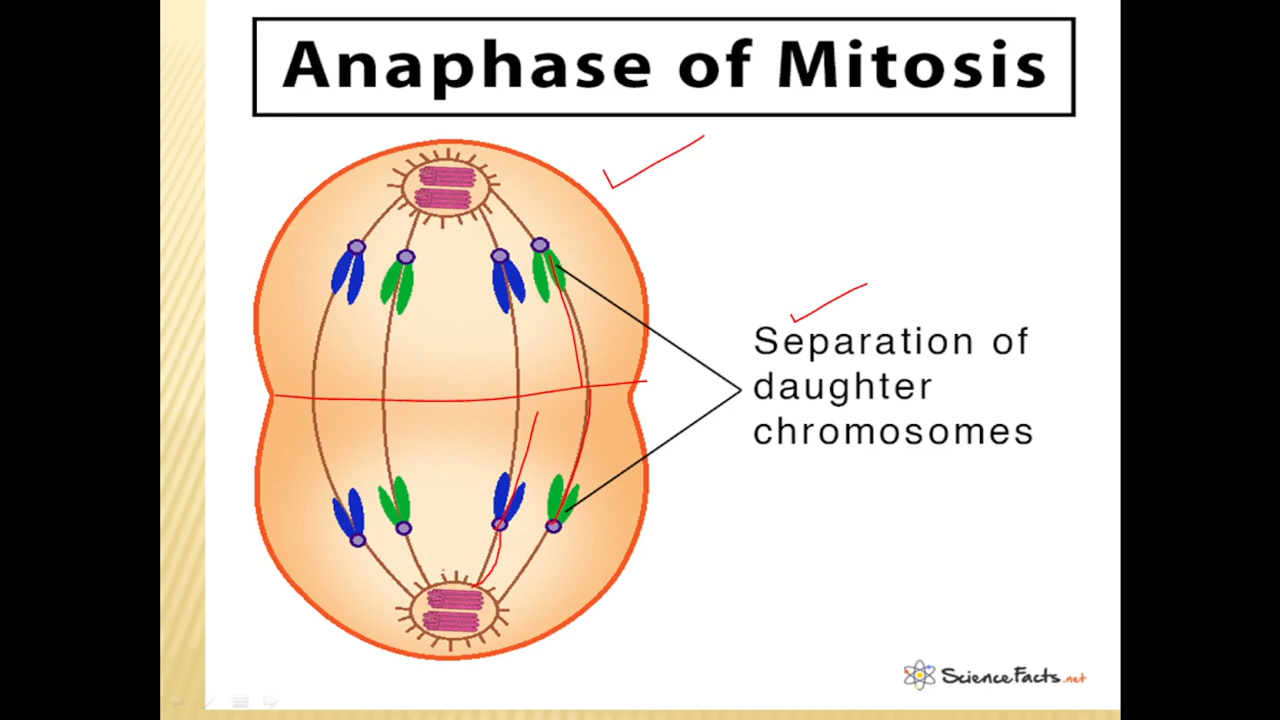 Anaphase of Mitosis
Separation of
daughter
chromosomes
ScienceFacts.net